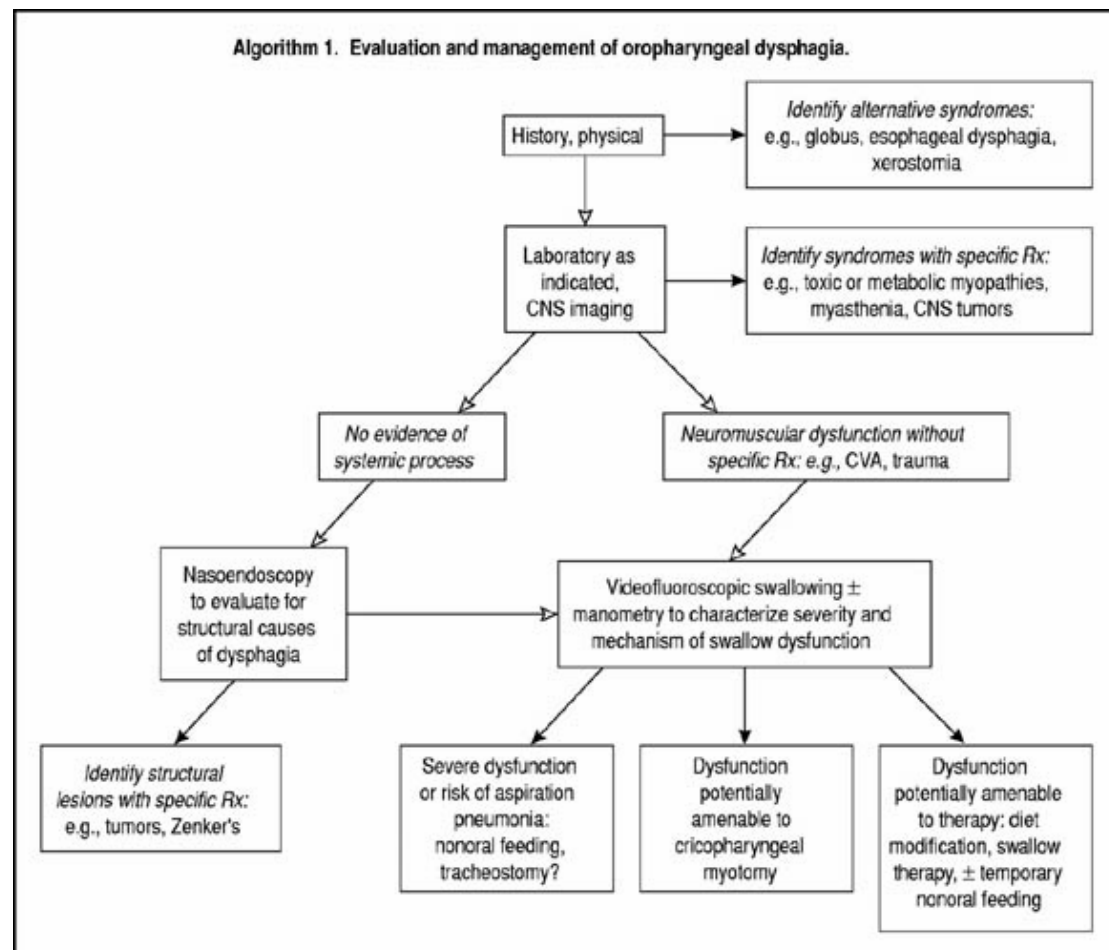 Algorithm 1. Evaluation and management of oropharyngeal dysphagia.
History, physical
Identify alternative syndromes:
e.g., globus, esophageal dysphagia,
xerostomia
Laboratory as
indicated,
CNS imaging
Identify syndromes with specific Rx:
e.g., toxic or metabolic myopathies,
myasthenia, CNS tumors
No evidence of
systemic process
Neuromuscular dysfunction without
specific Rx: e.g., CVA, trauma
Nasoendoscopy
to evaluate for
structural causes
of dysphagia
Videofluoroscopic swallowing ±
manometry to characterize severity and
mechanism of swallow dysfunction
Identify structural
lesions with specific Rx:
e.g., tumors, Zenker's
Severe dysfunction
or risk of aspiration
pneumonia:
nonoral feeding,
tracheostomy?
Dysfunction
potentially
amenable to
cricopharyngeal
myotomy
Dysfunction
potentially amenable
to therapy: diet
modification, swallow
therapy, ± temporary
nonoral feeding